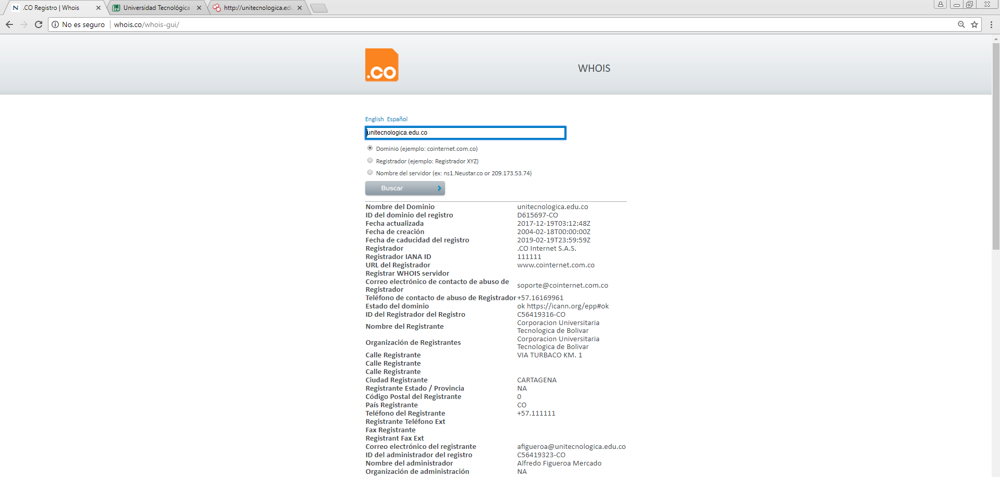 .CO Registro | Whois
Universidad Tecnológica
http://unitecnologica.edu
No es seguro
whois.co/whois-gui/
.co
WHOIS
English Español
unitecnologica.edu.co
Dominio (ejemplo: cointernet.com.co)
Registrador (ejemplo: Registrador XYZ)
Nombre del servidor (ex: ns1.Neustar.co or 209.173.53.74)
Buscar
Nombre del Dominio unitecnologica.edu.co
ID del dominio del registro D615697-CO
Fecha actualizada 2017-12-19T03:12:48Z
Fecha de creación 2004-02-18T00:00:00Z
Fecha de caducidad del registro 2019-02-19T23:59:59Z
Registrador .CO Internet S.A.S.
Registrador IANA ID 111111
URL del Registrador www.cointernet.com.co
Registrar WHOIS servidor
Correo electrónico de contacto de abuso de
Registrador soporte@cointernet.com.co
Teléfono de contacto de abuso de Registrador +57.16169961
Estado del dominio ok https://icann.org/epp#ok
ID del Registrador del Registro C56419316-CO
Nombre del Registrante Corporacion Universitaria
Tecnologica de Bolivar
Organización de Registrantes Corporacion Universitaria
Tecnologica de Bolivar
Calle Registrante VIA TURBACO KM. 1
Calle Registrante
Calle Registrante
Ciudad Registrante CARTAGENA
Registrante Estado / Provincia NA
Código Postal del Registrante 0
País Registrante CO
Teléfono del Registrante +57.111111
Registrante Teléfono Ext
Fax Registrante
Registrant Fax Ext
Correo electrónico del registrante afigueroa@unitecnologica.edu.co
ID del administrador del registro C56419323-CO
Nombre del administrador Alfredo Figueroa Mercado
Organización de administración NA